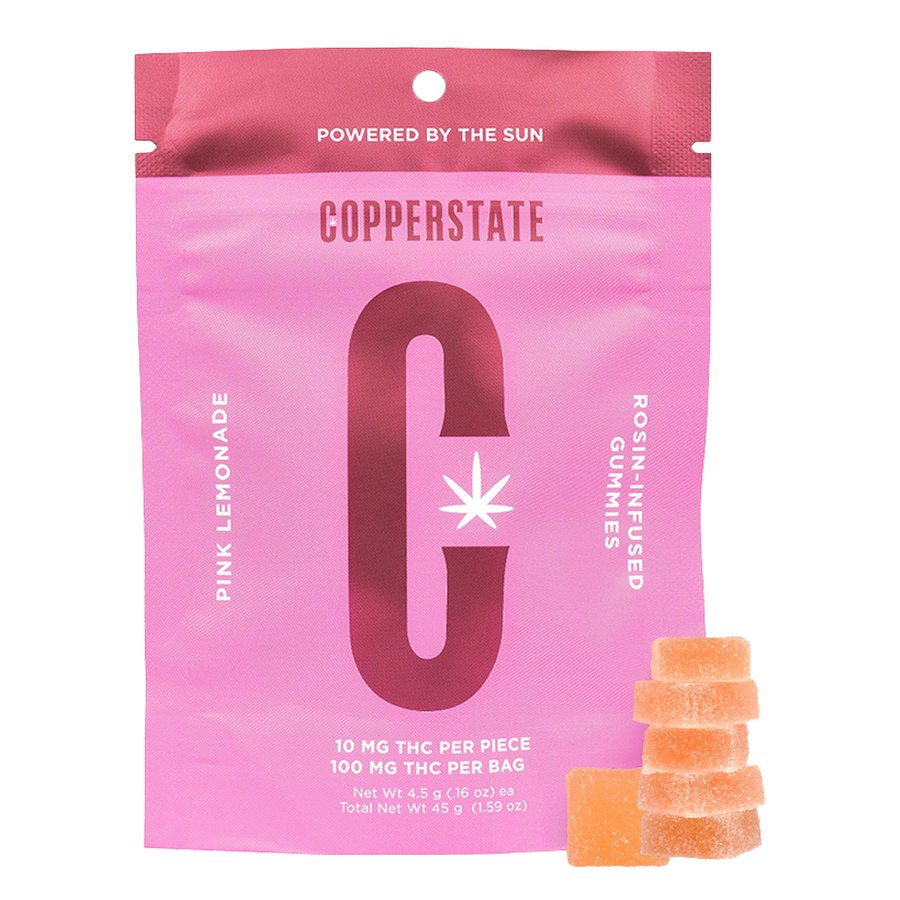 POWERED BY THE SUN
COPPERSTATE
PINK LEMONADE
ROSIN-INFUSED
GUMMIES
10 MG THC PER PIECE
100 MG THC PER BAG
Net Wt 4.5 g (.16 oz) ea
Total Net Wt 45 g (1.59 oz)